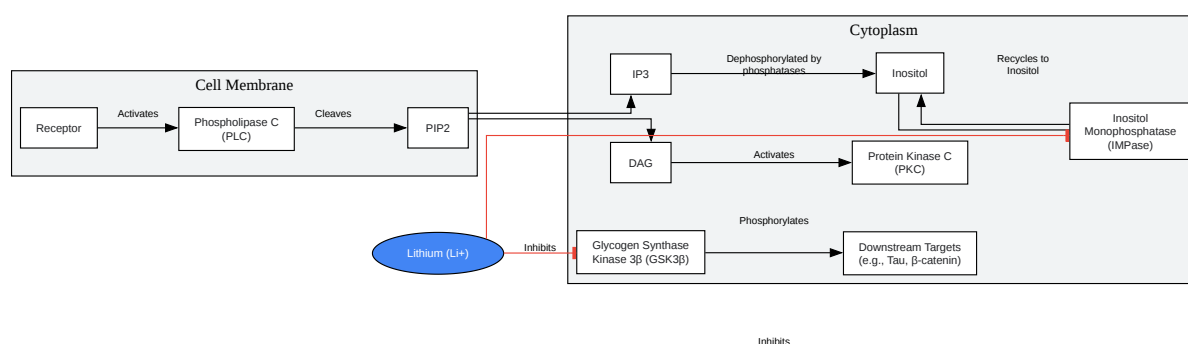 Cytoplasm
Cell Membrane
Receptor
Activates
Phospholipase C
(PLC)
Cleaves
PIP2
IP3
Dephosphorylated by
phosphatases
Inositol
Recycles to
Inositol
Inositol
Monophosphatase
(IMPase)
DAG
Activates
Protein Kinase C
(PKC)
Lithium (Li+)
Inhibits
Glycogen Synthase
Kinase 3β (GSK3β)
Phosphorylates
Downstream Targets
(e.g., Tau, β-catenin)
Inhibits